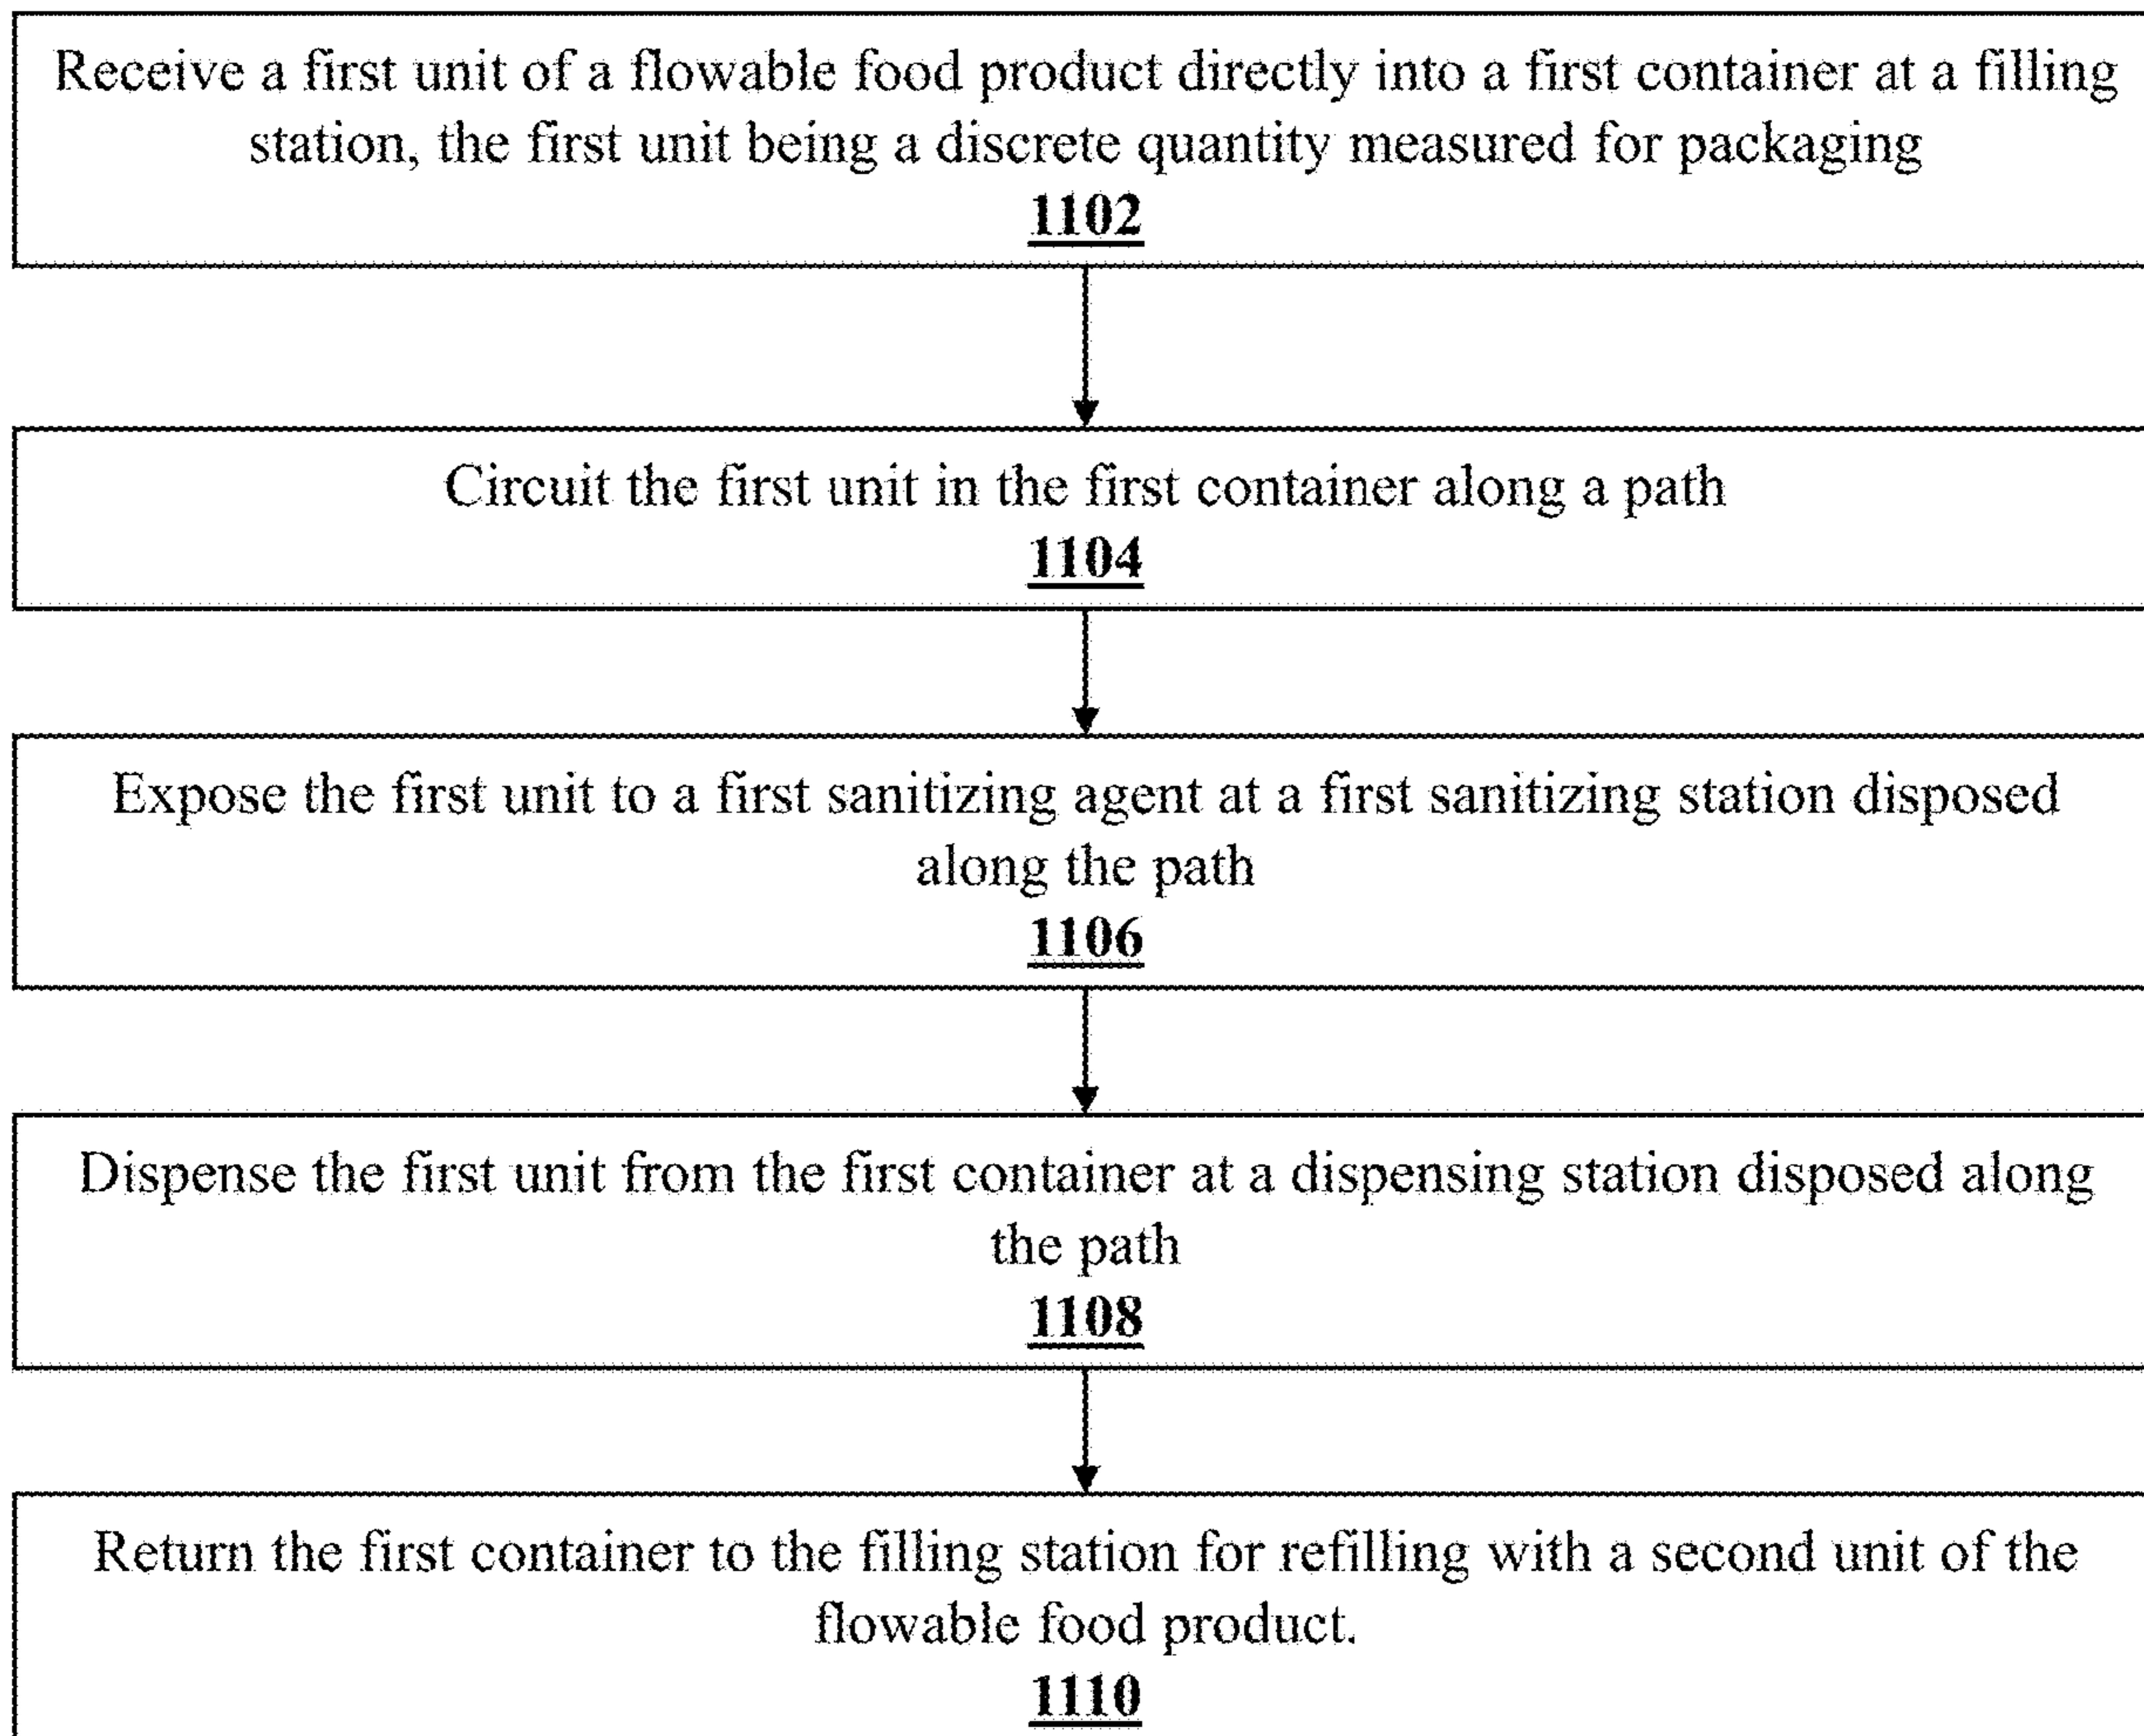 Receive a first unit of a flowable food product directly into a first container at a filling
station, the first unit being a discrete quantity measured for packaging
1102
Circuit the first unit in the first container along a path
1104
Expose the first unit to a first sanitizing agent at a first sanitizing station disposed
along the path
1106
Dispense the first unit from the first container at a dispensing station disposed along
the path
1108
Return the first container to the filling station for refilling with a second unit of the
flowable food product.
1110